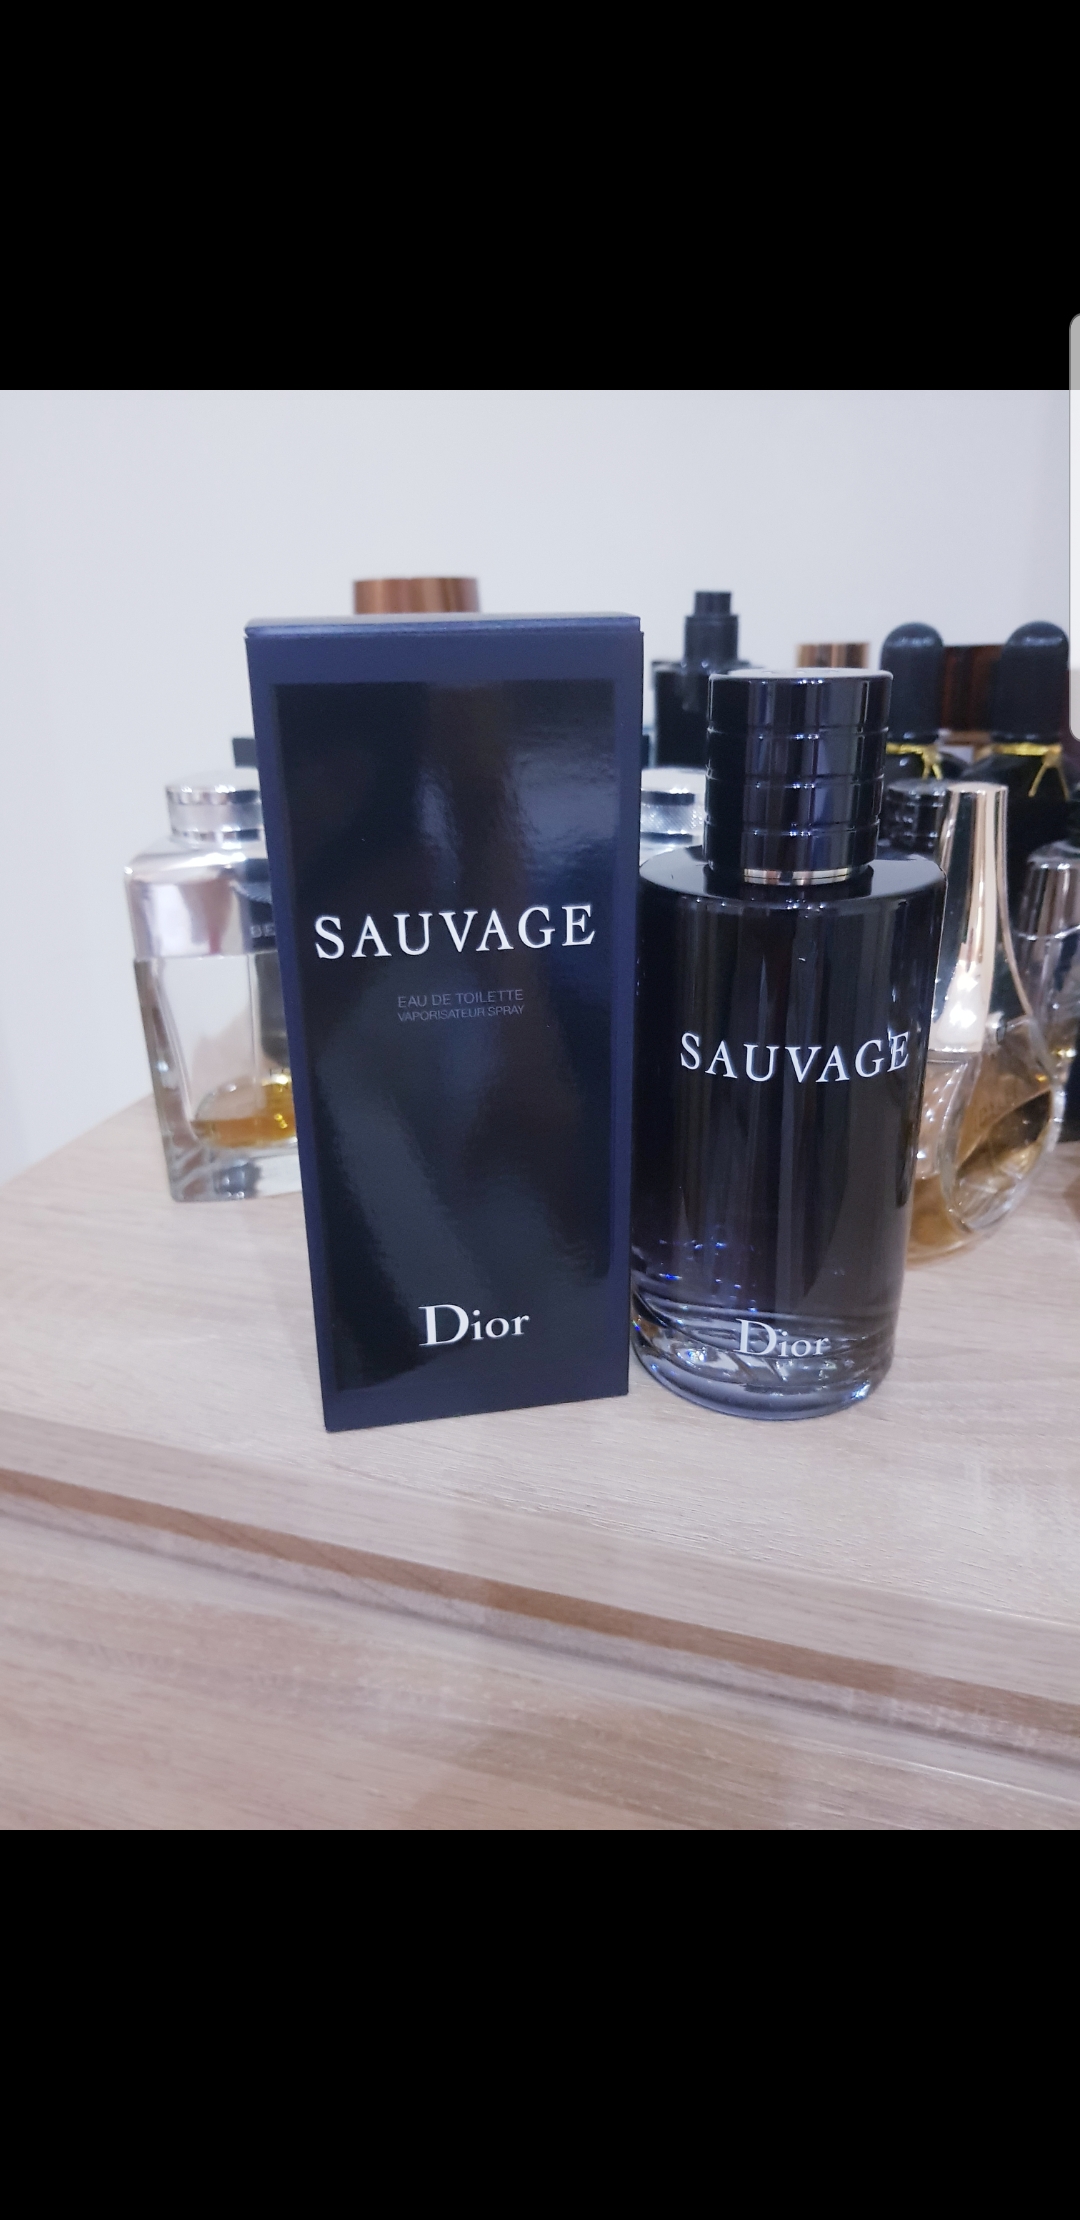 SAUVAGE
EAU DE TOILETTE
VAPORISATEUR SPRAY
Dior
SAUVAGE
Dior